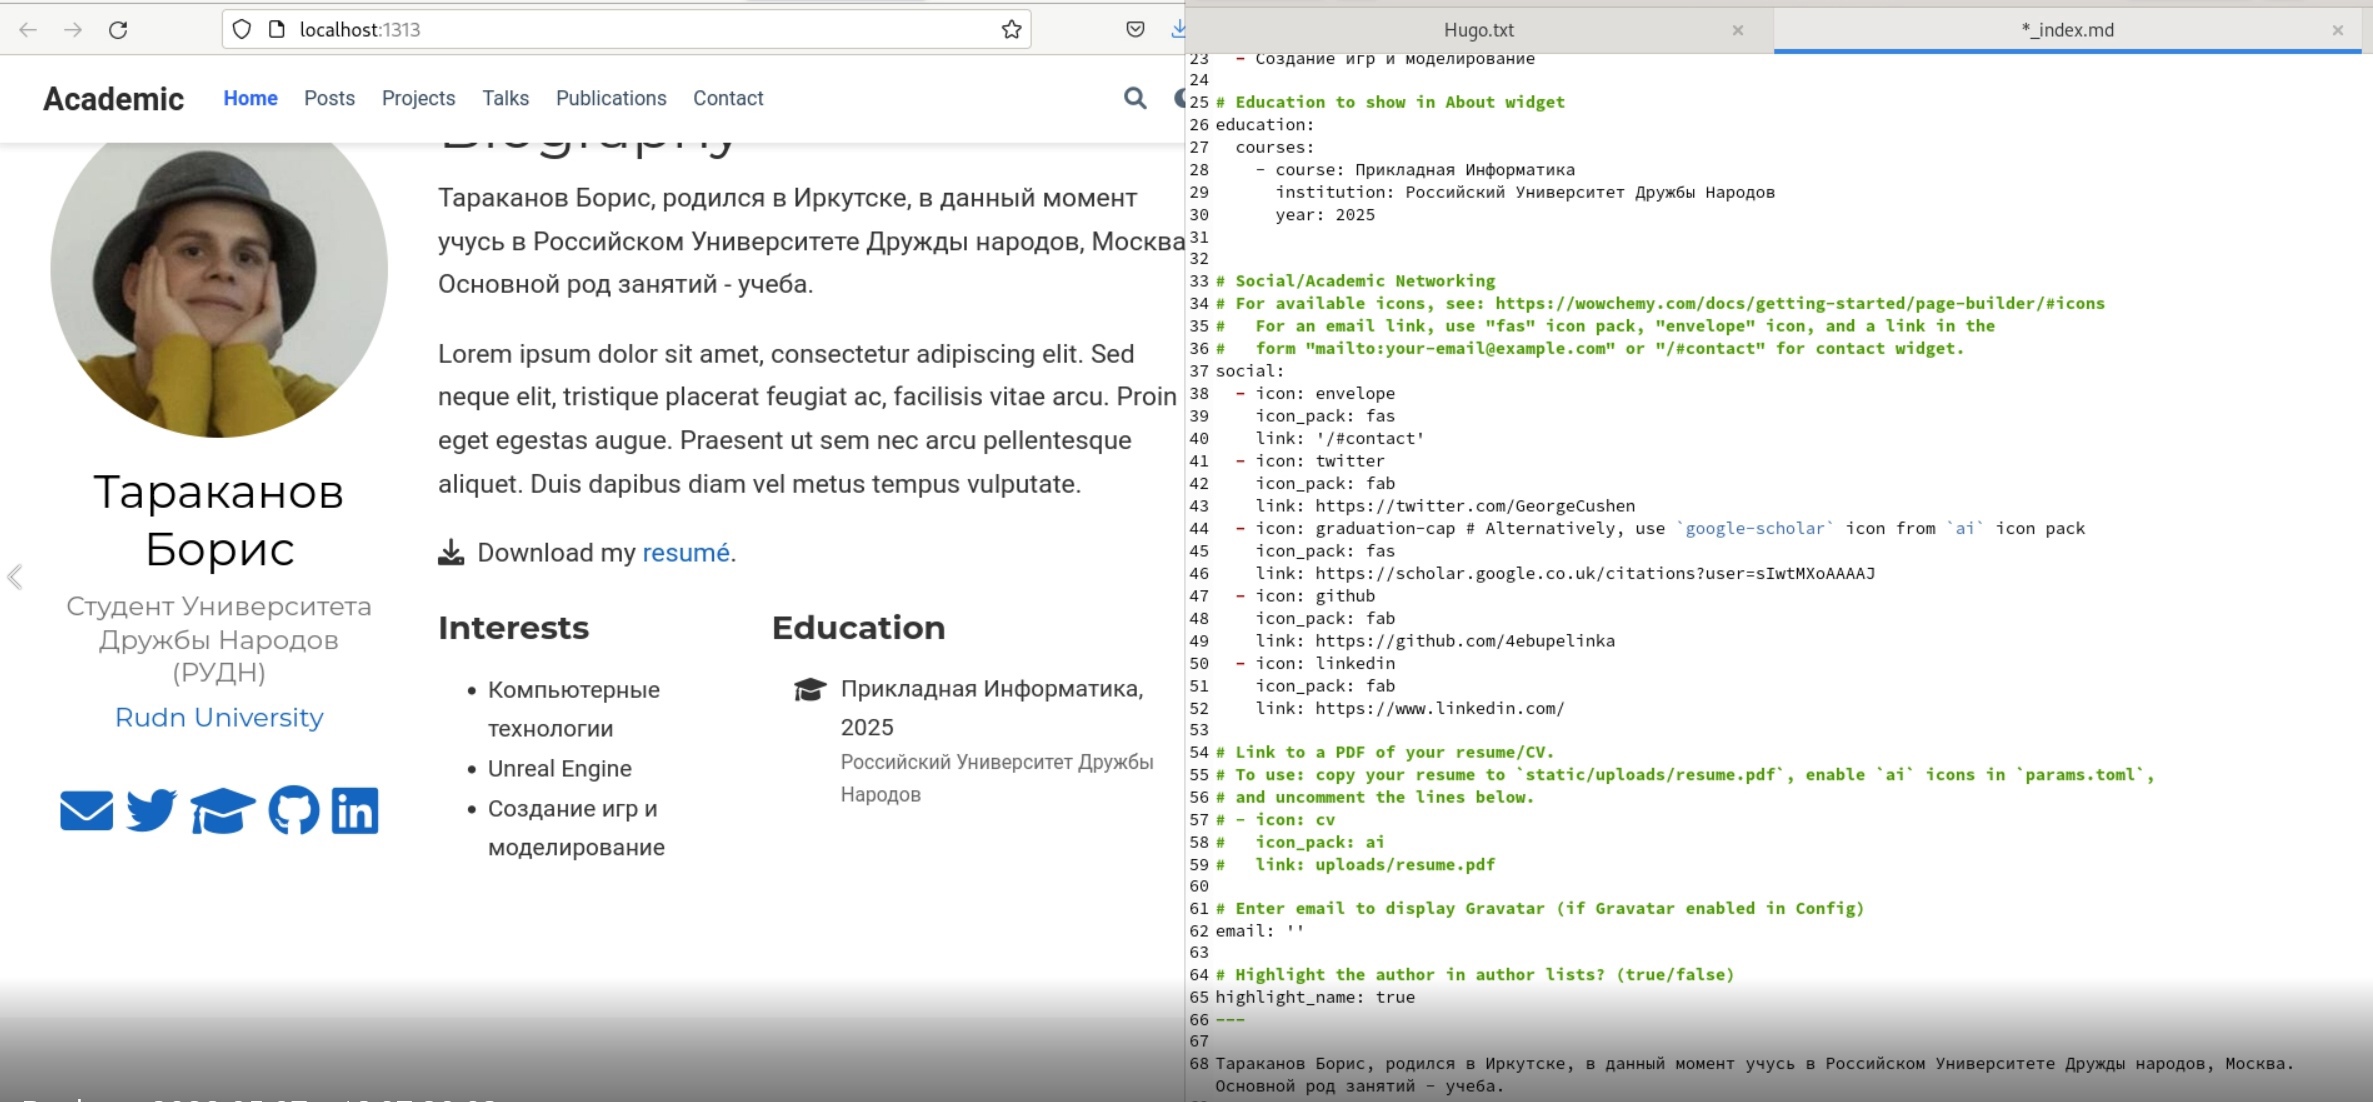 localhost:1313
Academic
Home Posts Projects Talks Publications Contact
Biography
Тараканов Борис, родился в Иркутске, в данный момент
учусь в Российском Университете Дружды народов, Москва
Основной род занятий - учеба.
Lorem ipsum dolor sit amet, consectetur adipiscing elit. Sed
neque elit, tristique placerat feugiat ac, facilisis vitae arcu. Proin
eget egestas augue. Praesent ut sem nec arcu pellentesque
aliquet. Duis dapibus diam vel metus tempus vulputate.
Download my resumé.
Тараканов
Борис
Студент Университета
Дружбы Народов
(РУДН)
Rudn University
Interests
Компьютерные
технологии
Unreal Engine
Создание игр и
моделирование
Education
Прикладная Информатика,
2025
Российский Университет Дружбы
Народов
Hugo.txt
*_index.md
23   - Создание игр и моделирование
24
25 # Education to show in About widget
26 education:
27   courses:
28     - course: Прикладная Информатика
29       institution: Российский Университет Дружбы Народов
30       year: 2025
31
32
33 # Social/Academic Networking
34 # For available icons, see: https://wowchemy.com/docs/getting-started/page-builder/#icons
35 #   For an email link, use "fas" icon pack, "envelope" icon, and a link in the
36 #   form "mailto:your-email@example.com" or "/#contact" for contact widget.
37 social:
38   - icon: envelope
39     icon_pack: fas
40     link: '/#contact'
41   - icon: twitter
42     icon_pack: fab
43     link: https://twitter.com/GeorgeCushen
44   - icon: graduation-cap # Alternatively, use `google-scholar` icon from `ai` icon pack
45     icon_pack: fas
46     link: https://scholar.google.co.uk/citations?user=sIwtMXoAAAAJ
47   - icon: github
48     icon_pack: fab
49     link: https://github.com/4ebupelinka
50   - icon: linkedin
51     icon_pack: fab
52     link: https://www.linkedin.com/
53
54 # Link to a PDF of your resume/CV.
55 # To use: copy your resume to `static/uploads/resume.pdf`, enable `ai` icons in `params.toml`,
56 # and uncomment the lines below.
57 # - icon: cv
58 #   icon_pack: ai
59 #   link: uploads/resume.pdf
60
61 # Enter email to display Gravatar (if Gravatar enabled in Config)
62 email: ''
63
64 # Highlight the author in author lists? (true/false)
65 highlight_name: true
66 ---
67
68 Тараканов Борис, родился в Иркутске, в данный момент учусь в Российском Университете Дружды народов, Москва.
Основной род занятий - учеба.